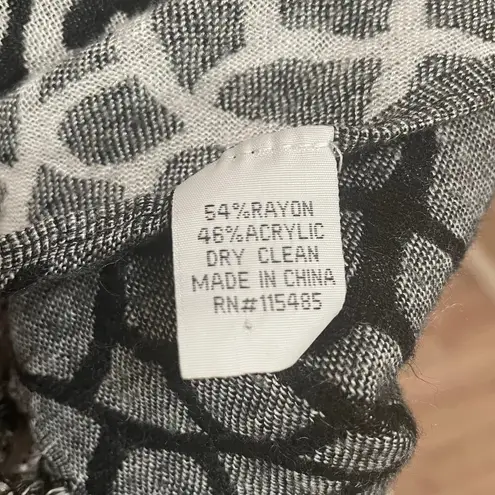 54%RAYON
46%ACRYLIC
DRY CLEAN
MADE IN CHINA
RN#115485